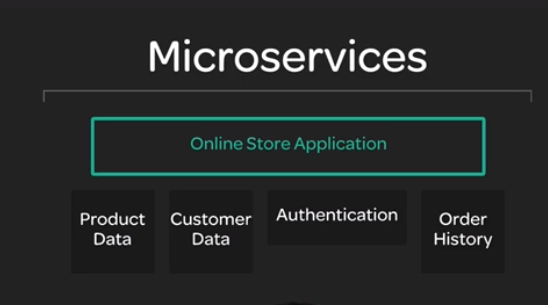 Microservices
Online Store Application
Product
Data
Customer
Data
Authentication
Order
History